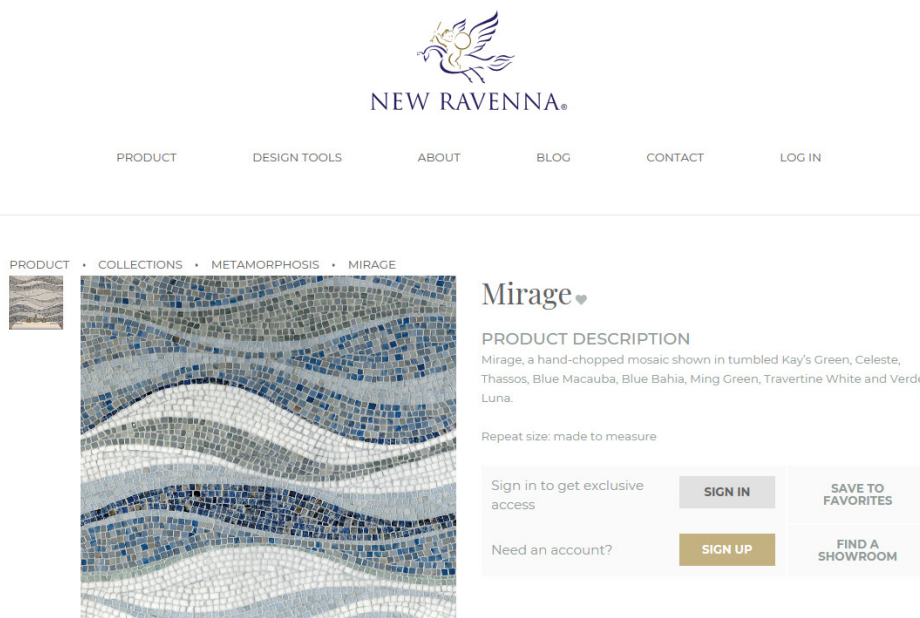 NEW RAVENNA®
PRODUCT DESIGN TOOLS ABOUT BLOG CONTACT LOG IN
PRODUCT • COLLECTIONS • METAMORPHOSIS • MIRAGE
Mirage
PRODUCT DESCRIPTION
Mirage, a hand-chopped mosaic shown in tumbled Kay's Green, Celeste,
Thassos, Blue Macauba, Blue Bahia, Ming Green, Travertine White and Verde
Luna.
Repeat size: made to measure
Sign in to get exclusive
access
SIGN IN
SAVE TO
FAVORITES
Need an account?
SIGN UP
FIND A
SHOWROOM